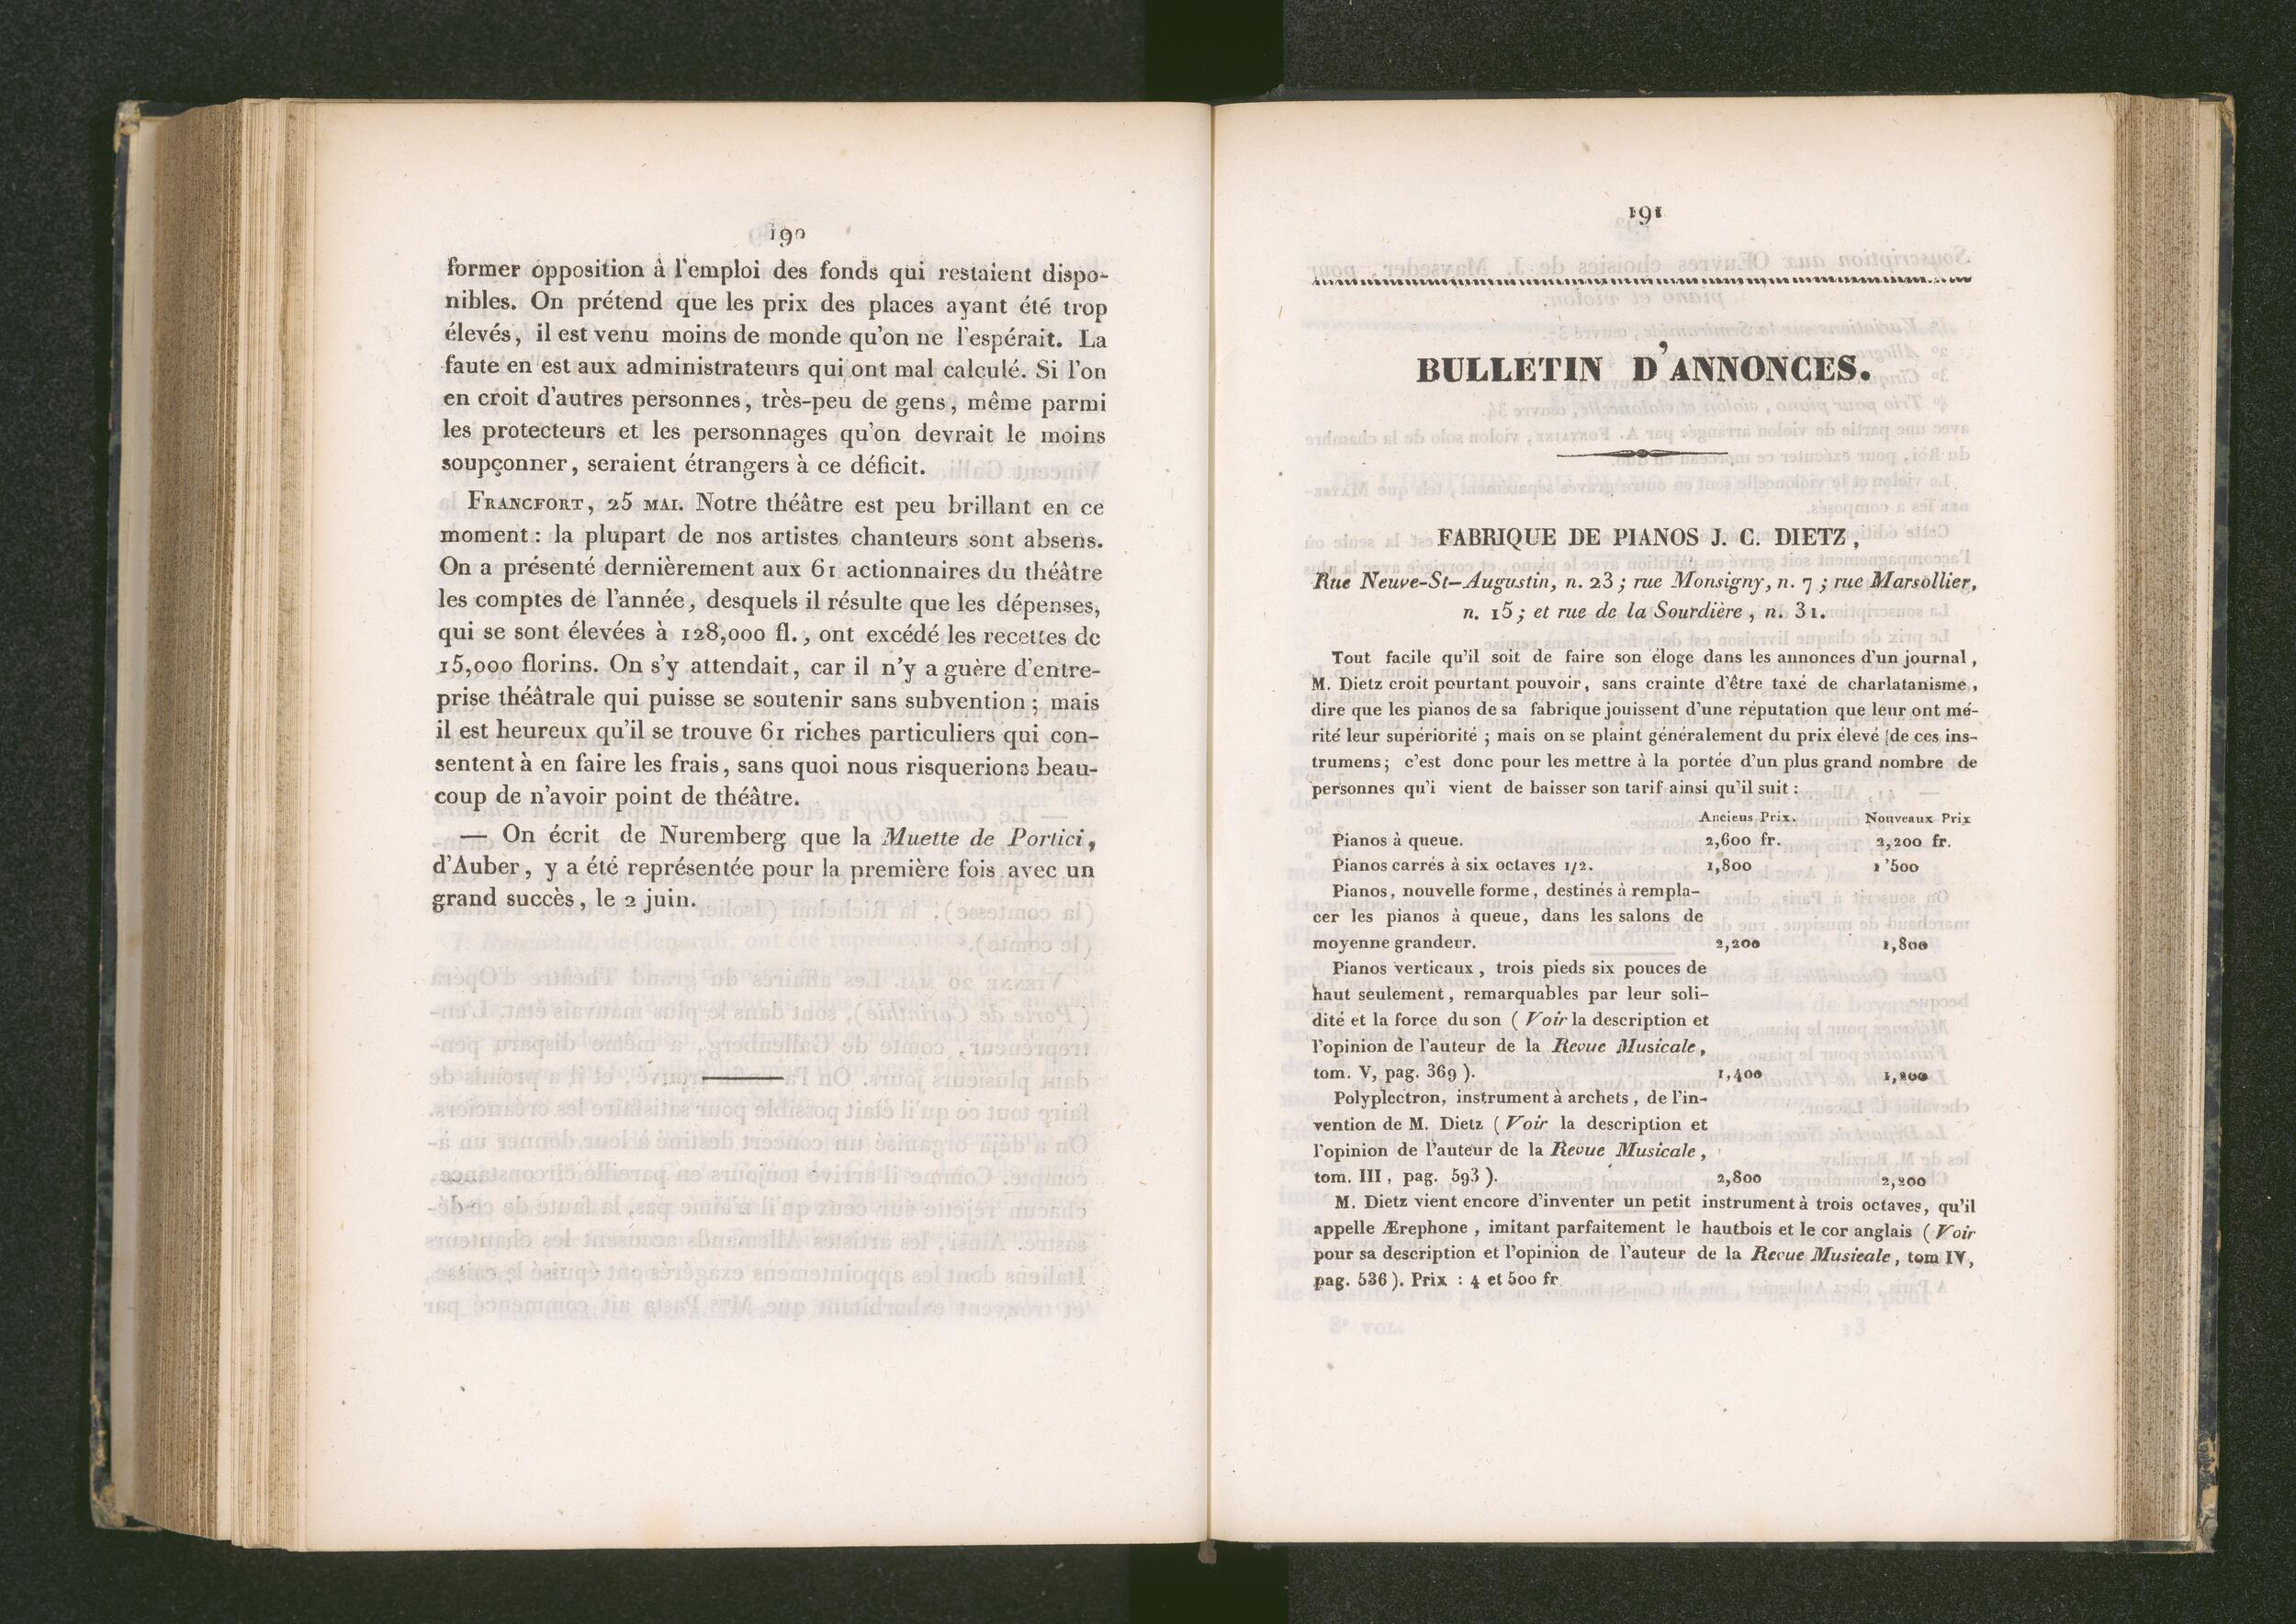 190
former opposition à l'emploi des fonds qui restaient dispo-
nibles. On prétend que les prix des places ayant été trop
élevés, il est venu moins de monde qu'on ne l'espérait. La
faute en est aux administrateurs qui ont mal calculé. Si l'on
en croit d'autres personnes, très-peu de gens, même parmi
les protecteurs et les personnages qu'on devrait le moins
soupçonner, seraient étrangers à ce déficit.
FRANCFORT, 25 MAI. Notre théâtre est peu brillant en ce
moment : la plupart de nos artistes chanteurs sont absens.
On a présenté dernièrement aux 61 actionnaires du théâtre
les comptes de l'année, desquels il résulte que les dépenses,
qui se sont élevées à 128,000 fl., ont excédé les recettes de
15,000 florins. On s'y attendait, car il n'y a guère d'entre-
prise théâtrale qui puisse se soutenir sans subvention ; mais
il est heureux qu'il se trouve 61 riches particuliers qui con-
sentent à en faire les frais, sans quoi nous risquerions beau-
coup de n'avoir point de théâtre.
— On écrit de Nuremberg que la Muette de Portici,
d'Auber, y a été représentée pour la première fois avec un
grand succès, le 2 juin.
191
BULLETIN D'ANNONCES.
FABRIQUE DE PIANOS J. C. DIETZ,
Rue Neuve-St-Augustin, n. 23 ; rue Monsigny, n. 7 ; rue Marsollier,
n. 15 ; et rue de la Sourdière, n. 31.
Tout facile qu'il soit de faire son éloge dans les annonces d'un journal,
M. Dietz croit pourtant pouvoir, sans crainte d'être taxé de charlatanisme,
dire que les pianos de sa fabrique jouissent d'une réputation que leur ont mé-
rité leur supériorité ; mais on se plaint généralement du prix élevé de ces ins-
trumens ; c'est donc pour les mettre à la portée d'un plus grand nombre de
personnes qu'i vient de baisser son tarif ainsi qu'il suit :
Anciens Prix. Nouveaux Prix
Pianos à queue. 2,600 fr. 2,200 fr.
Pianos carrés à six octaves 1/2. 1,800 1'500
Pianos, nouvelle forme, destinés à rempla-
cer les pianos à queue, dans les salons de
moyenne grandeur. 2,200 1,800
Pianos verticaux, trois pieds six pouces de
haut seulement, remarquables par leur soli-
dité et la force du son ( Voir la description et
l'opinion de l'auteur de la Revue Musicale,
tom. V, pag. 369 ). 1,400 1,200
Polyplectron, instrument à archets, de l'in-
vention de M. Dietz ( Voir la description et
l'opinion de l'auteur de la Revue Musicale,
tom. III, pag. 593 ). 2,800 2,200
M. Dietz vient encore d'inventer un petit instrument à trois octaves, qu'il
appelle Ærephone, imitant parfaitement le hautbois et le cor anglais ( Voir
pour sa description et l'opinion de l'auteur de la Revue Musicale, tom IV,
pag. 536 ). Prix : 4 et 500 fr